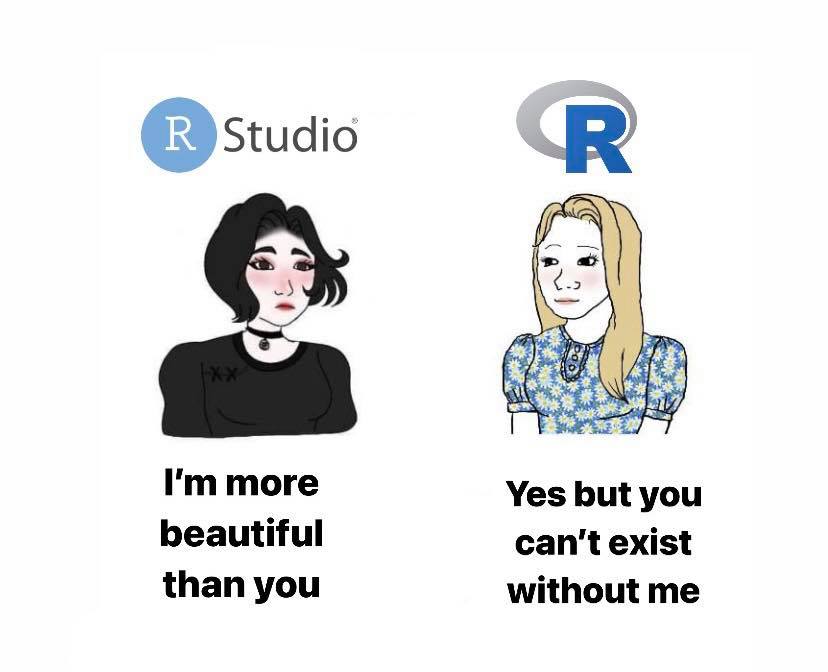 R Studio®
R
I'm more
beautiful
than you
Yes but you
can't exist
without me